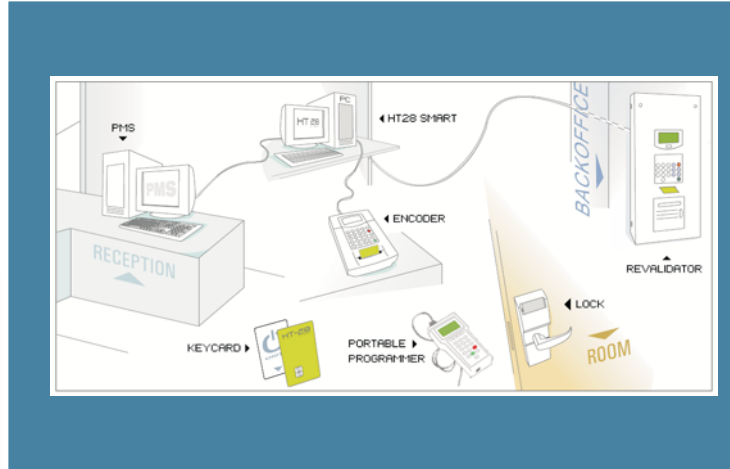 PMS
PC
HT28
HT28 SMART
PMS
ENCODER
RECEPTION
BACKOFFICE
REVALIDATOR
LOCK
ROOM
KEYCARD
HT-28
PORTABLE
PROGRAMMER